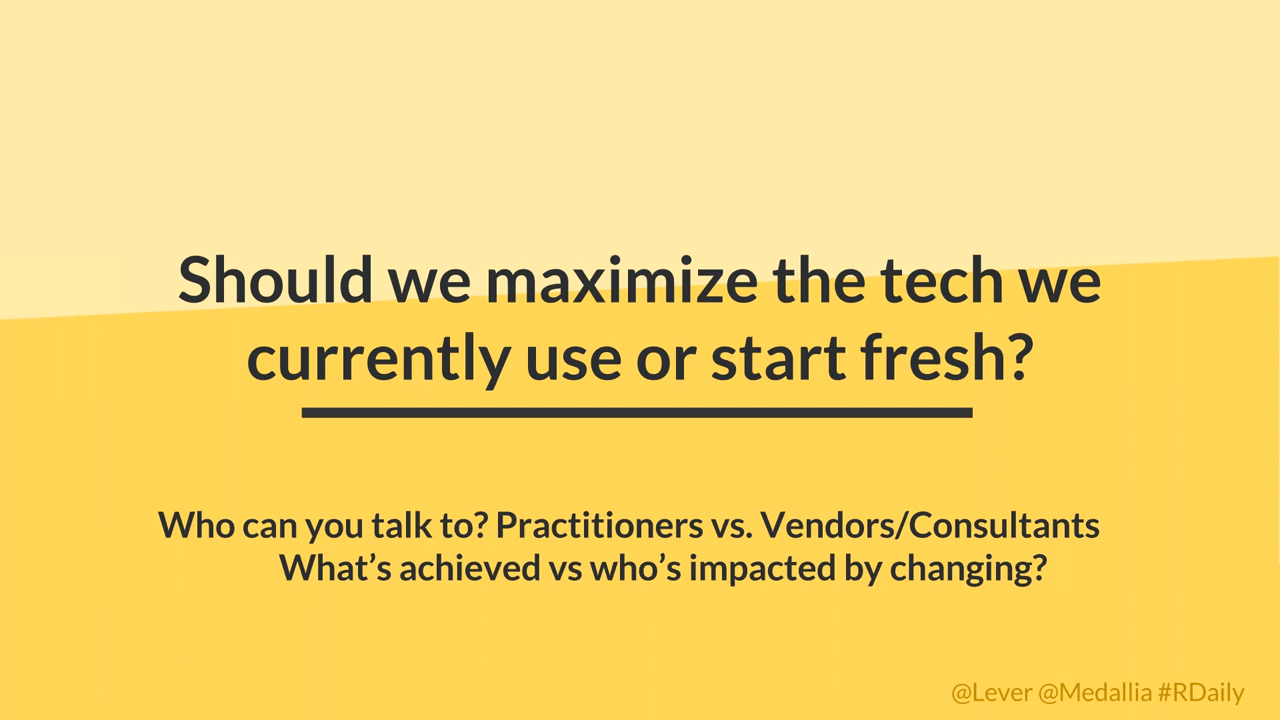 Should we maximize the tech we
currently use or start fresh?
Who can you talk to? Practitioners vs. Vendors/Consultants
What’s achieved vs who’s impacted by changing?
@Lever @Medallia #RDaily